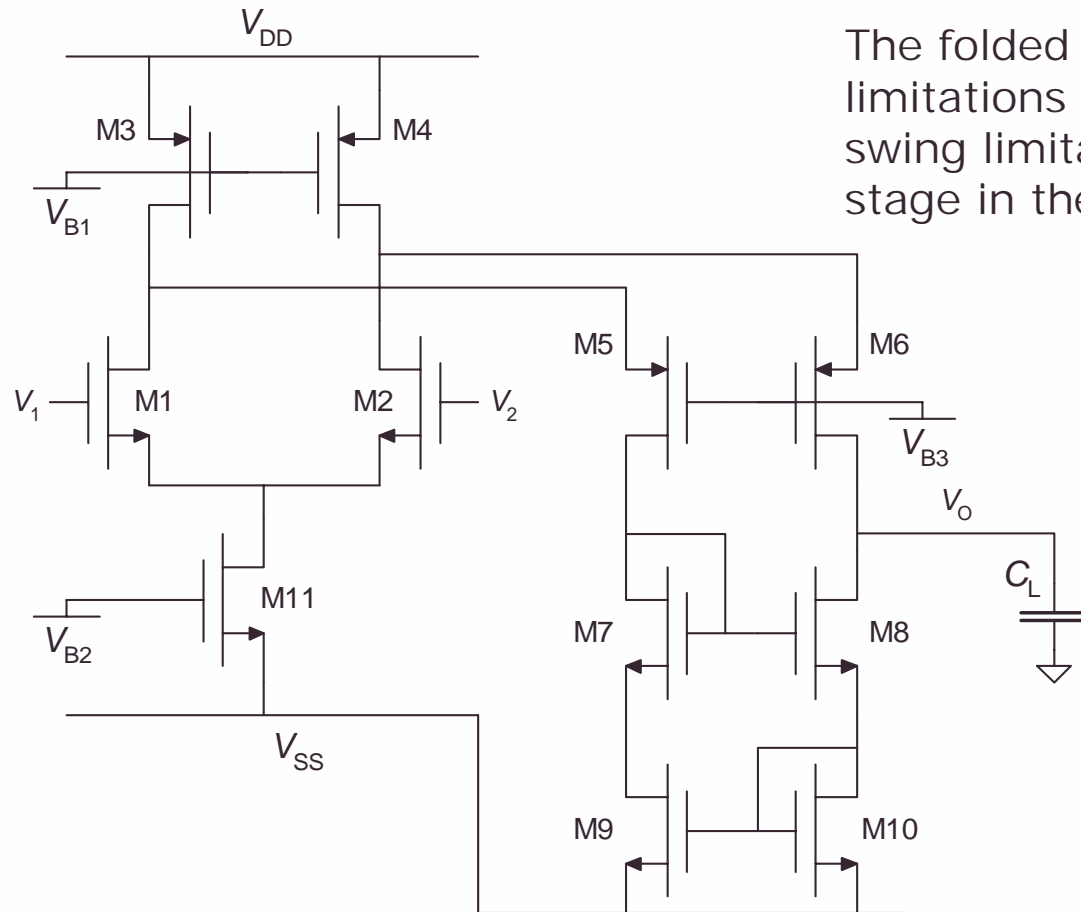 V_DD
The folded
limitations
swing limita
stage in the
M3
M4
V_B1
M5
M6
V_1
M1
M2
V_2
V_B3
V_O
C_L
M11
V_B2
M7
M8
V_SS
M9
M10